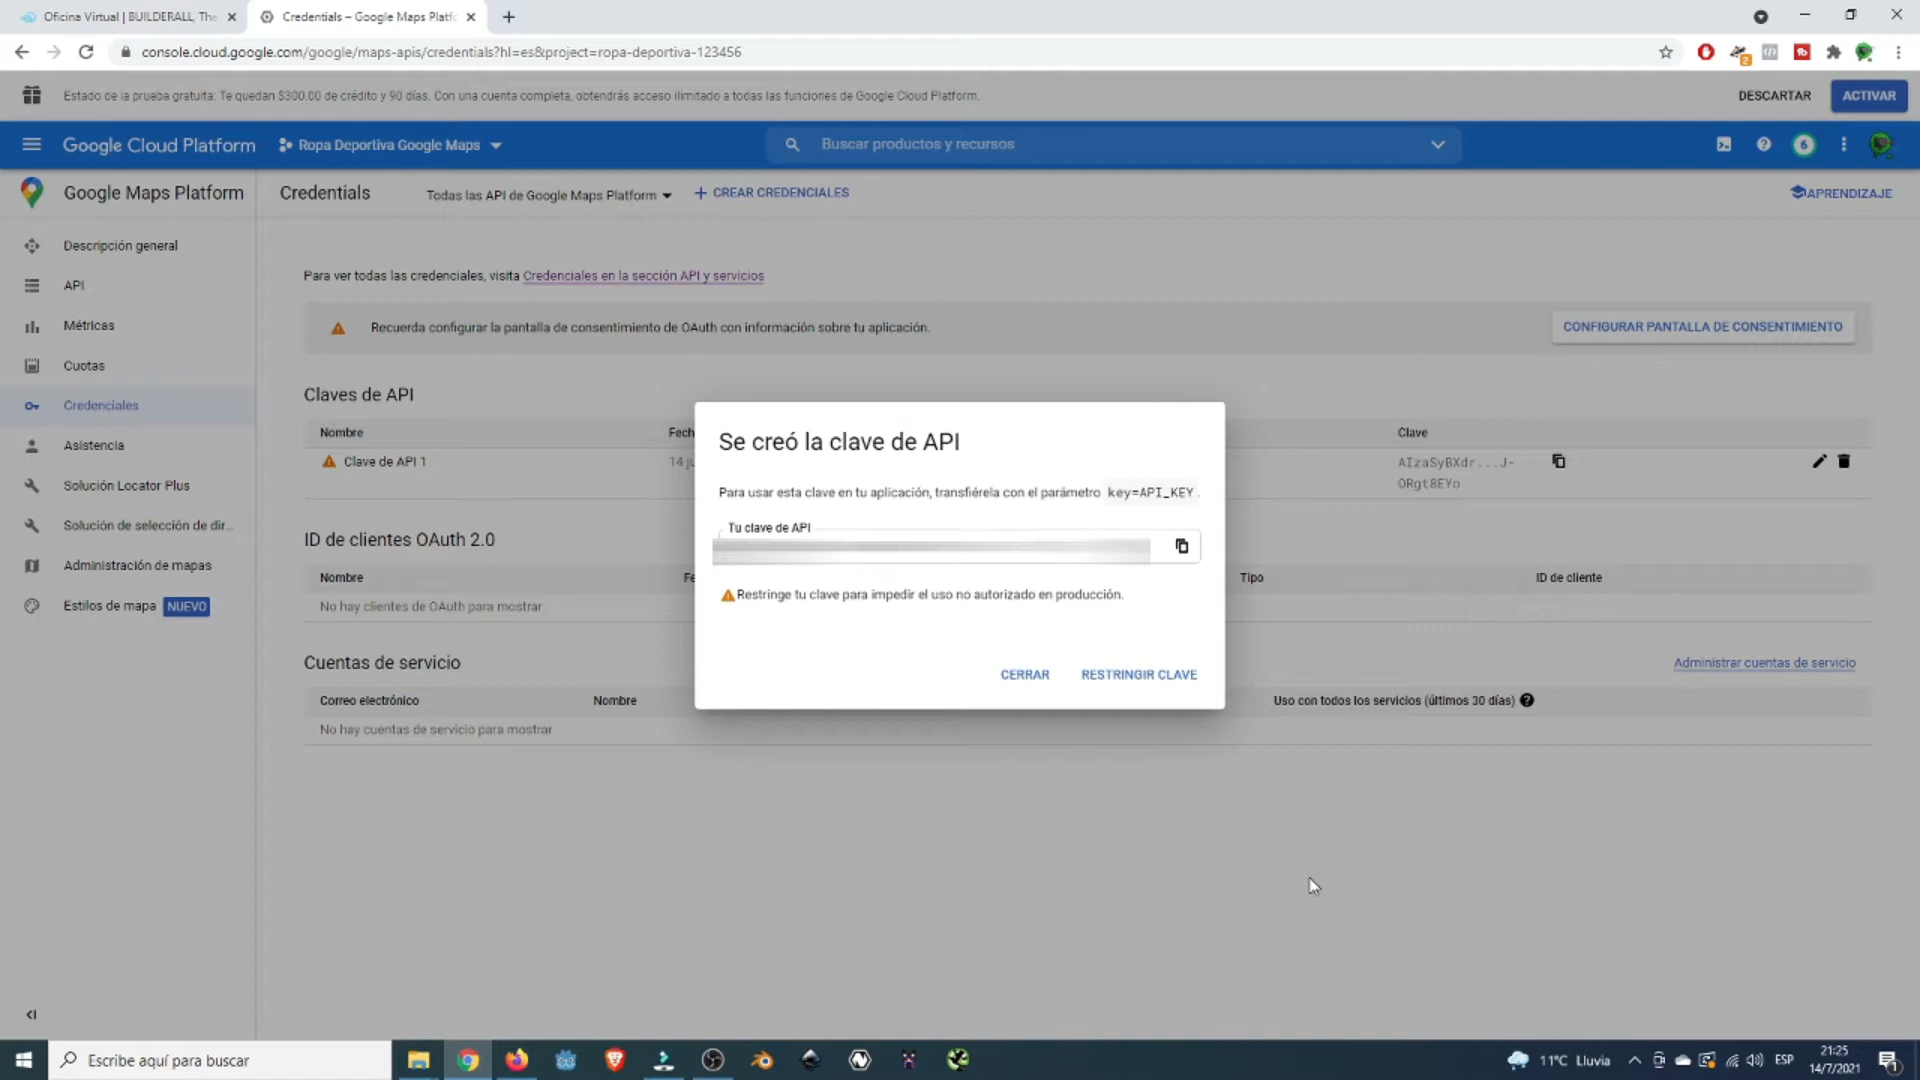 Oficina Virtual | BUILDERALL, The
Credentials – Google Maps Platfo
console.cloud.google.com/google/maps-apis/credentials?hl=es&project=ropa-deportiva-123456
Estado de la prueba gratuita: Te quedan $300.00 de crédito y 90 días. Con una cuenta completa, obtendrás acceso ilimitado a todas las funciones de Google Cloud Platform.
DESCARTAR
ACTIVAR
Google Cloud Platform
Ropa Deportiva Google Maps
Buscar productos y recursos
6
Google Maps Platform
Credentials
Todas las API de Google Maps Platform
+ CREAR CREDENCIALES
APRENDIZAJE
Descripción general
API
Métricas
Cuotas
Credenciales
Asistencia
Solución Locator Plus
Solución de selección de dir...
Administración de mapas
Estilos de mapa NUEVO
Para ver todas las credenciales, visita Credenciales en la sección API y servicios
Recuerda configurar la pantalla de consentimiento de OAuth con información sobre tu aplicación.
CONFIGURAR PANTALLA DE CONSENTIMIENTO
Claves de API
Nombre
Fech
Clave
Clave de API 1
14 ju
AIzaSyBXdr...J-
ORgt8EYo
ID de clientes OAuth 2.0
Nombre
Fe
Tipo
ID de cliente
No hay clientes de OAuth para mostrar
Cuentas de servicio
Administrar cuentas de servicio
Correo electrónico
Nombre
Uso con todos los servicios (últimos 30 días)
No hay cuentas de servicio para mostrar
Se creó la clave de API
Para usar esta clave en tu aplicación, transfiérela con el parámetro key=API_KEY.
Tu clave de API
Restringe tu clave para impedir el uso no autorizado en producción.
CERRAR
RESTRINGIR CLAVE
Escribe aquí para buscar
11°C Lluvia
ESP
21:25
14/7/2021
1